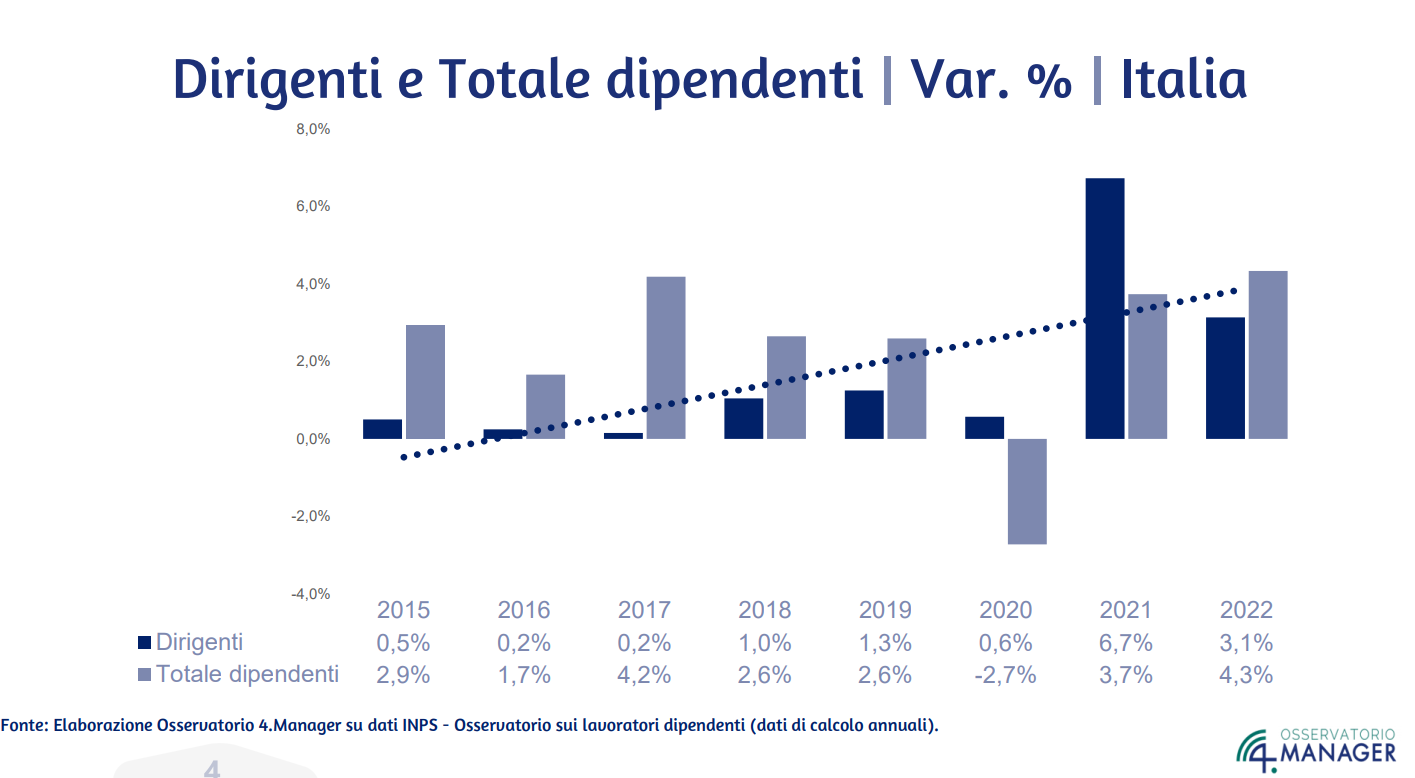 Dirigenti e Totale dipendenti | Var. % | Italia
8,0%
6,0%
4,0%
2,0%
0,0%
-2,0%
-4,0%
2015 2016 2017 2018 2019 2020 2021 2022
Dirigenti 0,5% 0,2% 0,2% 1,0% 1,3% 0,6% 6,7% 3,1%
Totale dipendenti 2,9% 1,7% 4,2% 2,6% 2,6% -2,7% 3,7% 4,3%
Fonte: Elaborazione Osservatorio 4.Manager su dati INPS - Osservatorio sui lavoratori dipendenti (dati di calcolo annuali).
OSSERVATORIO
4.MANAGER
4